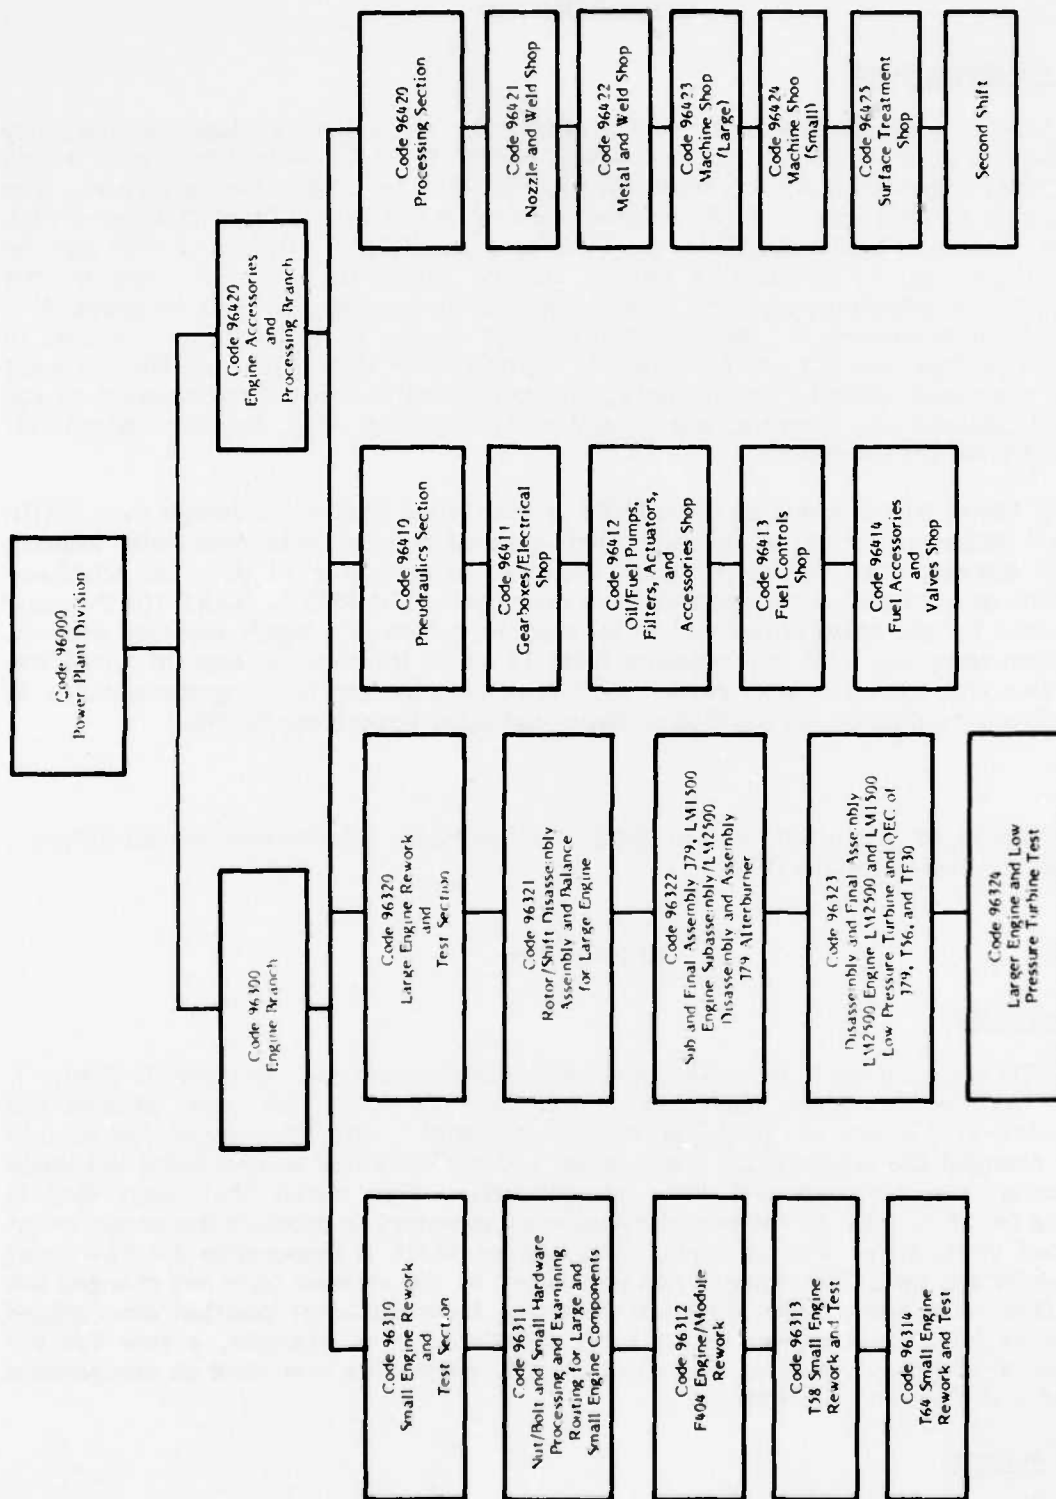 Code 96000
Power Plant Division
Code 96300
Engine Branch
Code 96420
Engine Accessories
and
Processing Branch
Code 96310
Small Engine Rework
and
Test Section
Code 96311
Nut/Bolt and Small Hardware
Processing and Examining
Routing for Large and
Small Engine Components
Code 96312
F404 Engine/Module
Rework
Code 96313
T58 Small Engine
Rework and Test
Code 96314
T64 Small Engine
Rework and Test
Code 96320
Large Engine Rework
and
Test Section
Code 96321
Rotor/Shift Disassembly
Assembly and Balance
for Large Engine
Code 96322
Sub and Final Assembly J79, LM1500
Engine Subassembly/LM2500
Disassembly and Assembly
J79 Afterburner
Code 96323
Disassembly and Final Assembly
LM2500 Engine LM2500 and LM1500
Low Pressure Turbine and QEC of
J79, T56, and TF30
Code 96324
Larger Engine and Low
Pressure Turbine Test
Code 96410
Pneudraulics Section
Code 96411
Gearboxes/Electrical
Shop
Code 96412
Oil/Fuel Pumps,
Filters, Actuators,
and
Accessories Shop
Code 96413
Fuel Controls
Shop
Code 96414
Fuel Accessories
and
Valves Shop
Code 96420
Processing Section
Code 96421
Nozzle and Weld Shop
Code 96422
Metal and Weld Shop
Code 96423
Machine Shop
(Large)
Code 96424
Machine Shoo
(Small)
Code 96425
Surface Treatment
Shop
Second Shift